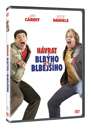 JIM CARREY JEFF DANIELS
NÁVRAT
BLBÝHO A
BLBĚJŠÍHO